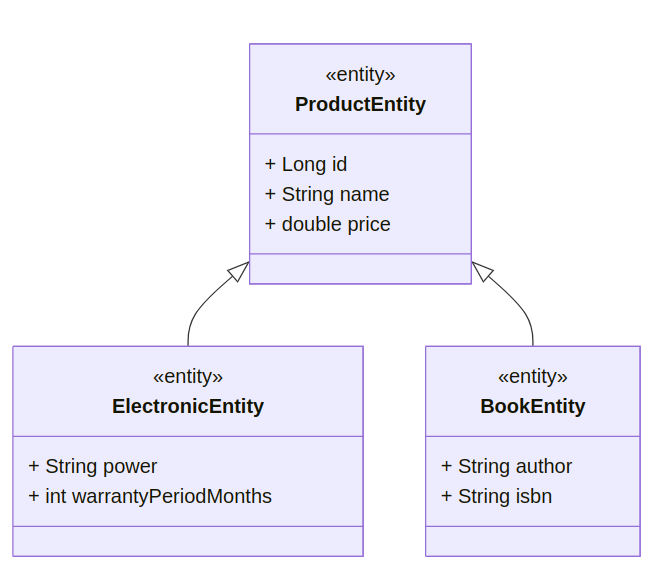 «entity»
ProductEntity
+ Long id
+ String name
+ double price
«entity»
ElectronicEntity
+ String power
+ int warrantyPeriodMonths
«entity»
BookEntity
+ String author
+ String isbn